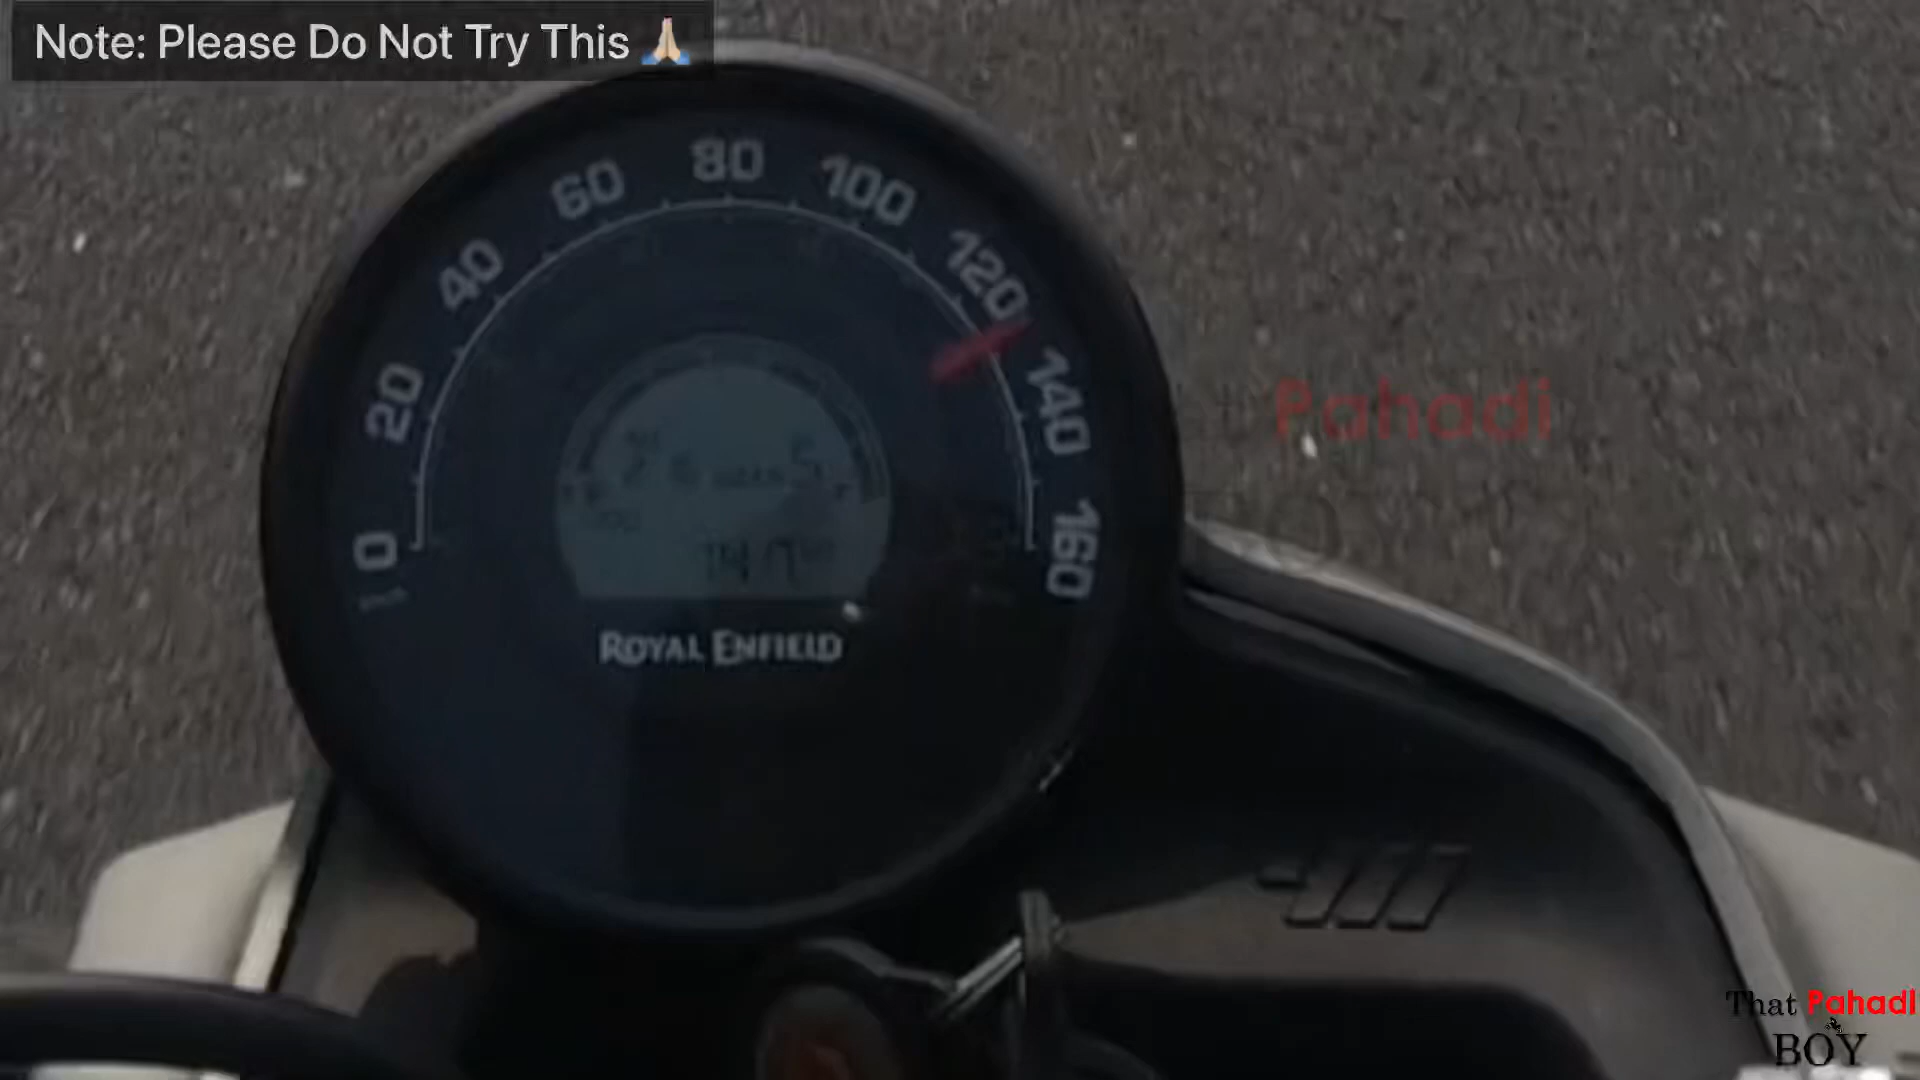 Note: Please Do Not Try This 🙏🏼
80
60
100
40
120
20
140
0
160
Pahadi
ROYAL ENFIELD
That Pahadi
BOY